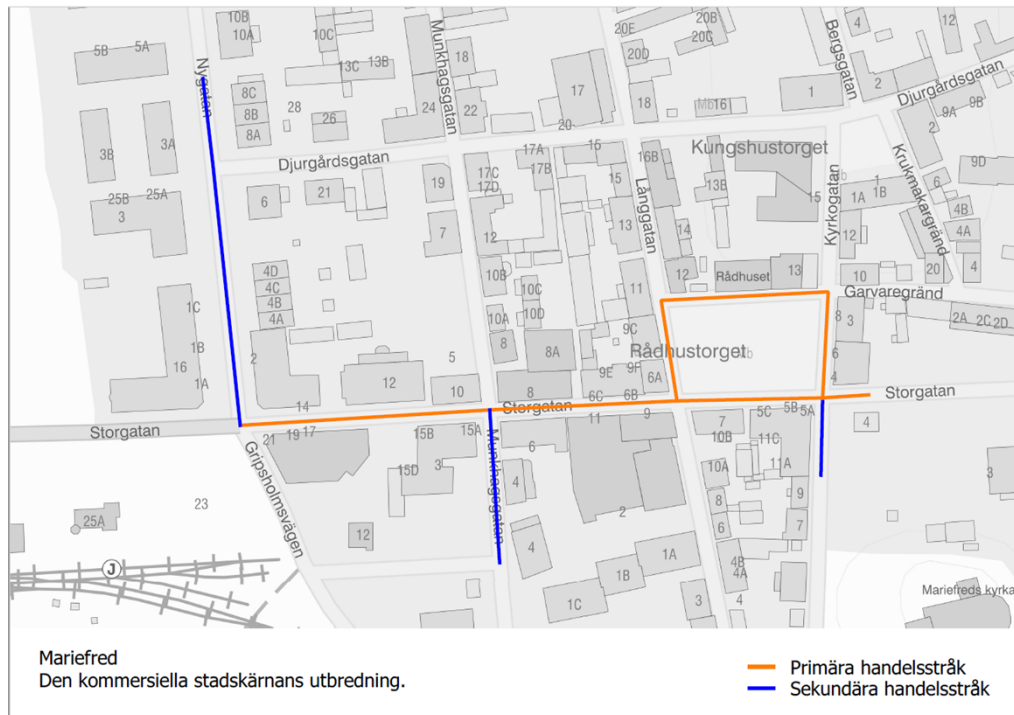 10B
10A
10C
13C
13B
5B
5A
Nygatan
Munkhagsgatan
18
20E
20D
20B
20C
Bergsgatan
4
12
2
Djurgårdsgatan
8C
8B
8A
28
26
24
22
17
20
18
16
1
9A
9B
2
3B
3A
Djurgårdsgatan
17A
17C
17D
17B
16
15
16B
Kungshustorget
25B
25A
3
6
21
19
7
12
13
Långgatan
13B
14
15
Kyrkogatan
1
1A
1B
12
Krukmakargränd
6
9D
4B
4A
20
4
4D
4C
4B
4A
10B
10A
10C
10D
11
12
Rådhuset
13
10
Garvaregränd
1C
1B
16
1A
2
14
12
5
10
8
8A
8
9C
9E
9F
6C
6B
6A
Rådhustorget
8
3
6
4
2A
2C
2D
Storgatan
Storgatan
Storgatan
21
19
17
15B
15A
15D
3
6
11
9
7
10B
5C
5B
5A
11C
11A
4
Gripsholmsvägen
Munkhagsgatan
23
25A
12
4
4
2
10A
8
6
9
7
3
J
1A
1B
1C
3
4B
4A
4
Mariefreds kyrka
Mariefred
Den kommersiella stadskärnans utbredning.
Primära handelsstråk
Sekundära handelsstråk